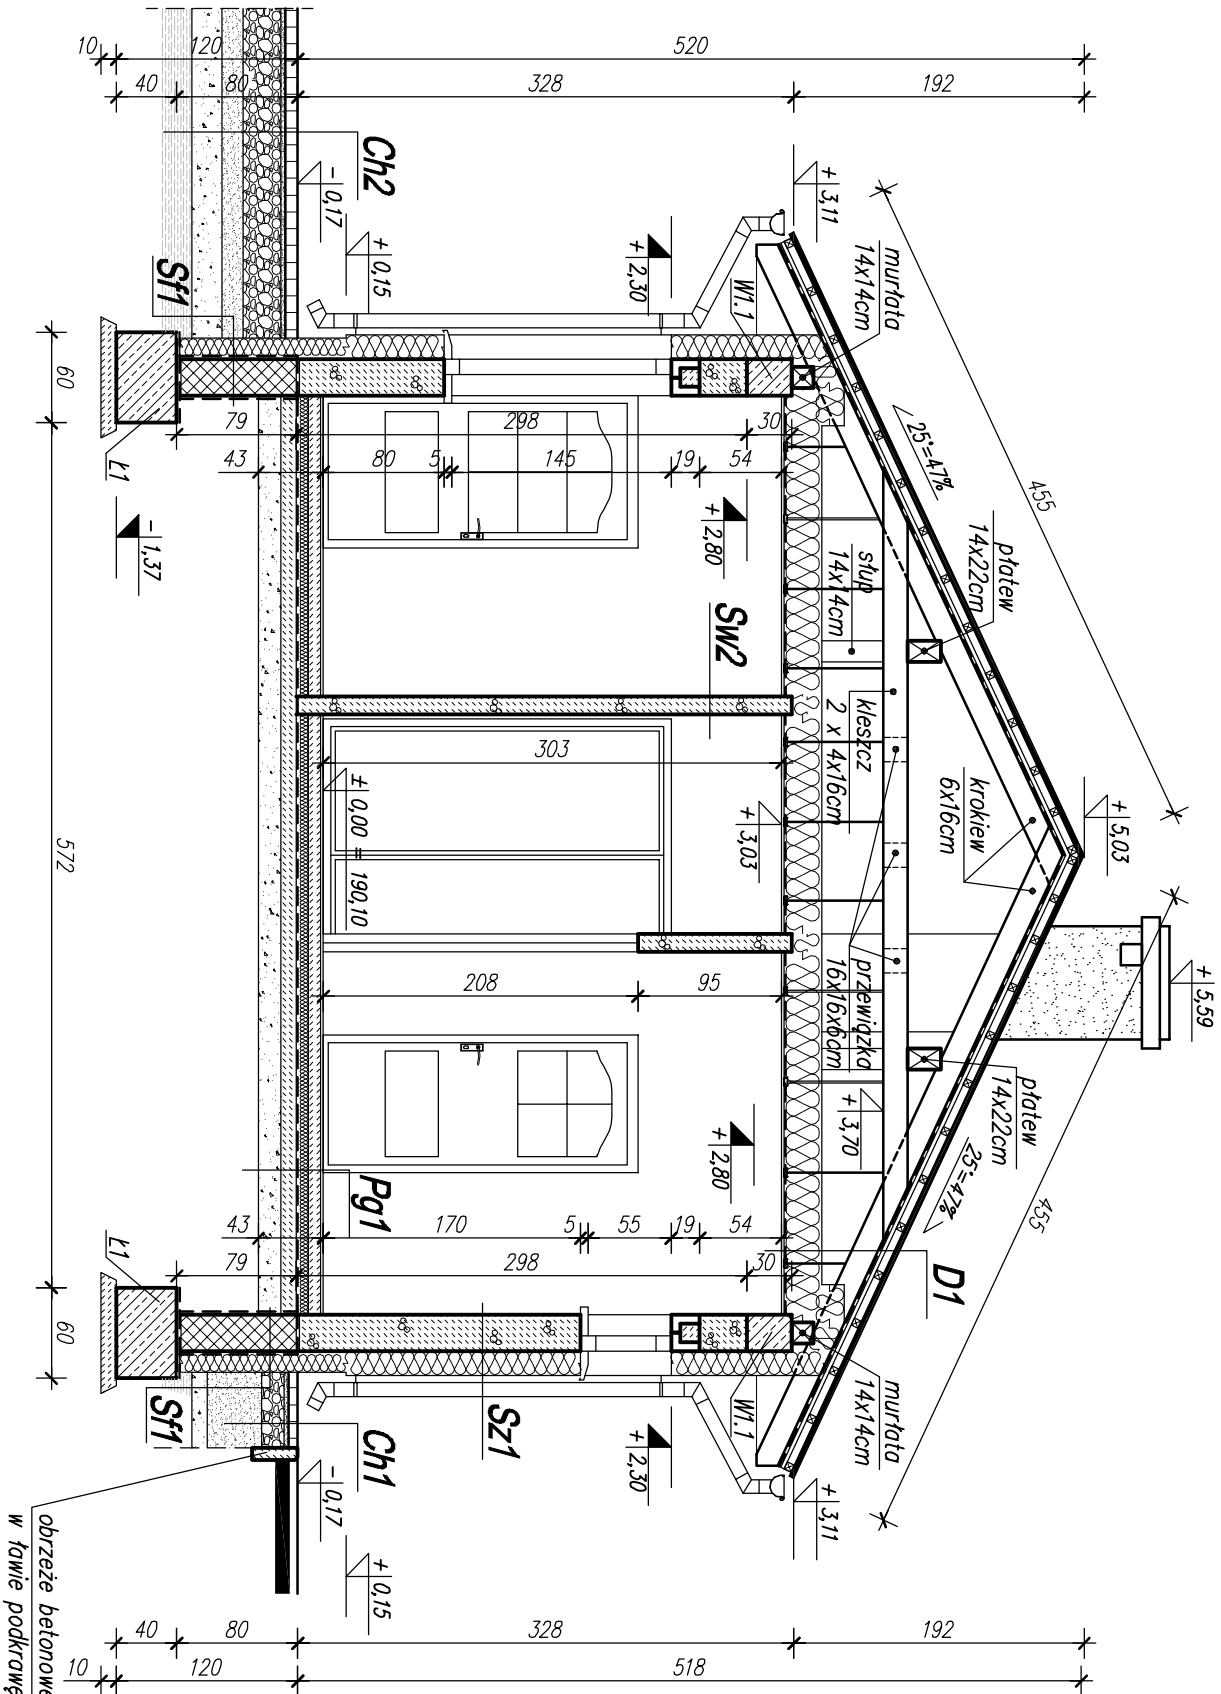 10
120
520
40
80
328
192
Ch2
- 0,17
+ 0,15
+ 2,30
+ 3,11
murłata
14x14cm
W1.1
Sf1
60
79
298
30
25°=47%
455
43
80
5
145
19
54
Ł1
- 1,37
+ 2,80
słup
14x14cm
płatew
14x22cm
Sw2
kleszcz
2 x 4x16cm
krokiew
6x16cm
303
± 0,00 = 190,10
+ 3,03
+ 5,03
572
208
95
przewiązka
16x16x6cm
+ 5,59
płatew
14x22cm
+ 3,70
+ 2,80
25°=47%
455
Pg1
43
170
5
55
19
54
D1
Ł1
79
298
30
60
Sf1
Ch1
Sz1
W1.1
murłata
14x14cm
+ 2,30
- 0,17
+ 3,11
+ 0,15
obrzeże betonowe
w ławie podkrawę
40
80
328
192
10
120
518